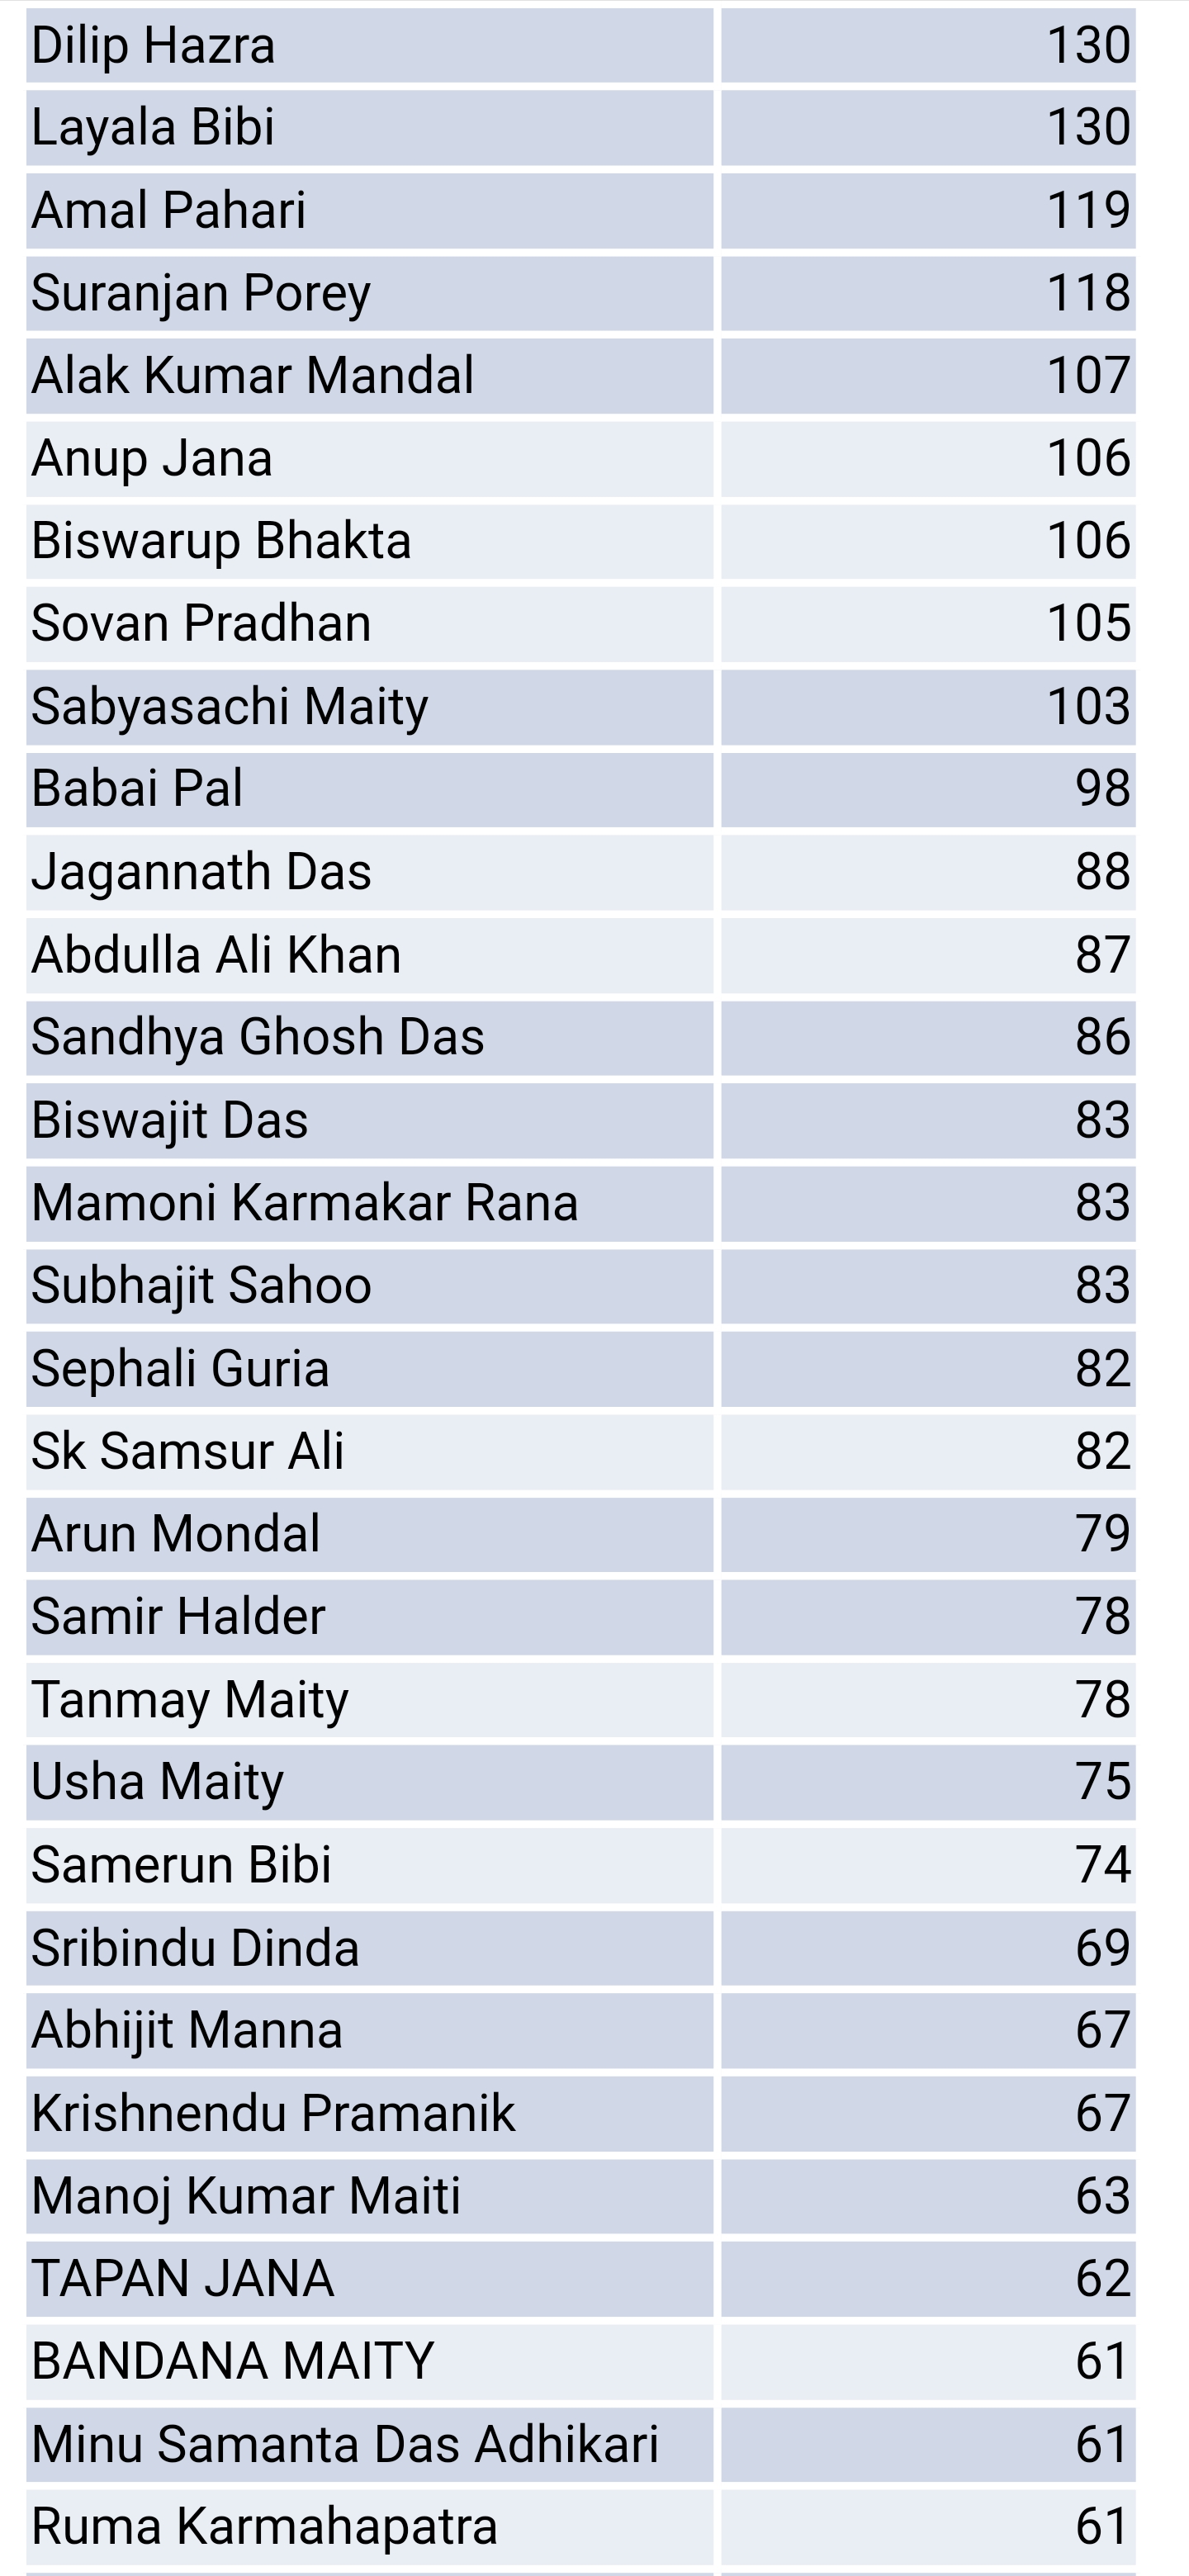 Dilip Hazra 130
Layala Bibi 130
Amal Pahari 119
Suranjan Porey 118
Alak Kumar Mandal 107
Anup Jana 106
Biswarup Bhakta 106
Sovan Pradhan 105
Sabyasachi Maity 103
Babai Pal 98
Jagannath Das 88
Abdulla Ali Khan 87
Sandhya Ghosh Das 86
Biswajit Das 83
Mamoni Karmakar Rana 83
Subhajit Sahoo 83
Sephali Guria 82
Sk Samsur Ali 82
Arun Mondal 79
Samir Halder 78
Tanmay Maity 78
Usha Maity 75
Samerun Bibi 74
Sribindu Dinda 69
Abhijit Manna 67
Krishnendu Pramanik 67
Manoj Kumar Maiti 63
TAPAN JANA 62
BANDANA MAITY 61
Minu Samanta Das Adhikari 61
Ruma Karmahapatra 61